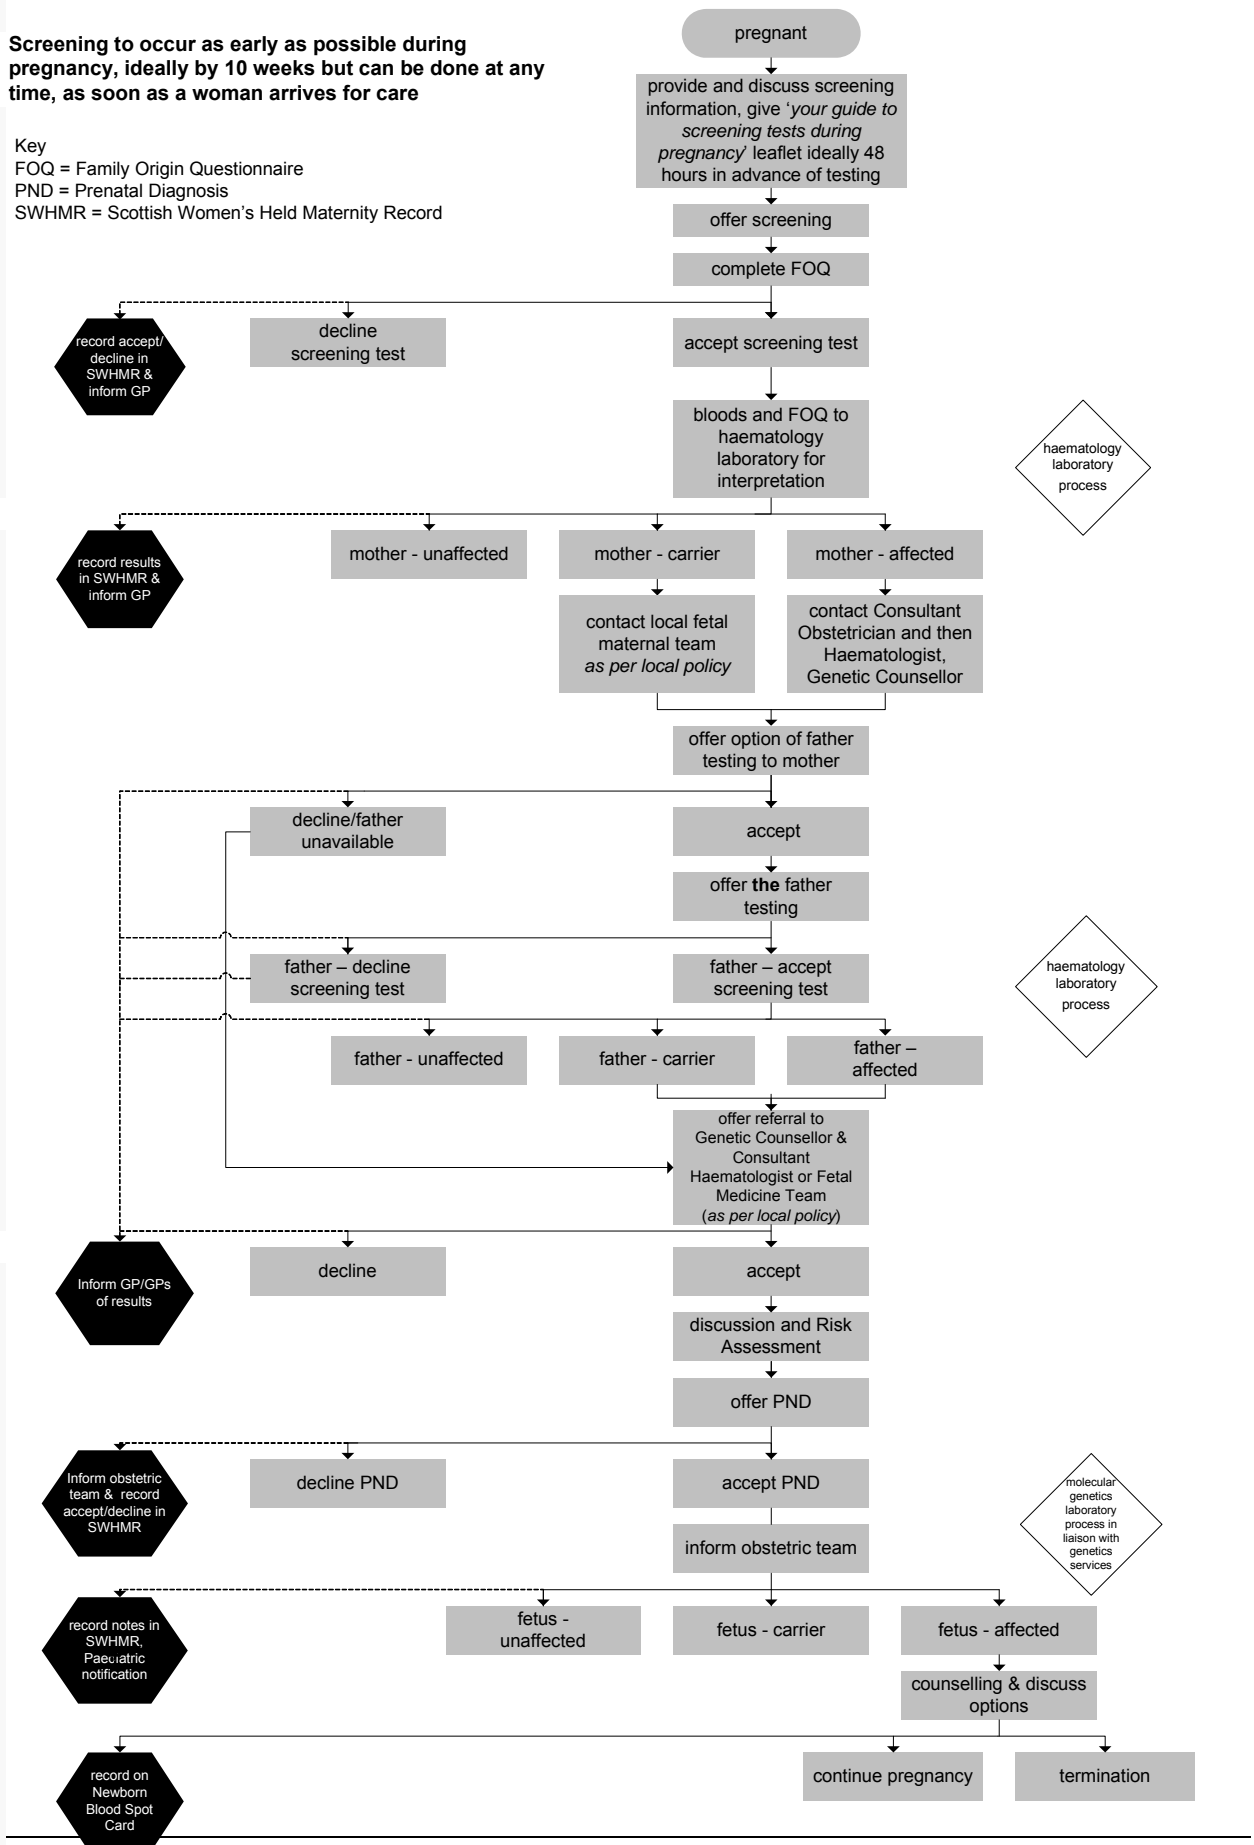 pregnant
Screening to occur as early as possible during
pregnancy, ideally by 10 weeks but can be done at any
time, as soon as a woman arrives for care
Key
FOQ = Family Origin Questionnaire
PND = Prenatal Diagnosis
SWHMR = Scottish Women’s Held Maternity Record
provide and discuss screening
information, give ‘your guide to
screening tests during
pregnancy’ leaflet ideally 48
hours in advance of testing
offer screening
complete FOQ
record accept/
decline in
SWHMR &
inform GP
decline
screening test
accept screening test
bloods and FOQ to
haematology
laboratory for
interpretation
haematology
laboratory
process
record results
in SWHMR &
inform GP
mother - unaffected
mother - carrier
mother - affected
contact local fetal
maternal team
as per local policy
contact Consultant
Obstetrician and then
Haematologist,
Genetic Counsellor
offer option of father
testing to mother
decline/father
unavailable
accept
offer the father
testing
father – decline
screening test
father – accept
screening test
haematology
laboratory
process
father - unaffected
father - carrier
father –
affected
offer referral to
Genetic Counsellor &
Consultant
Haematologist or Fetal
Medicine Team
(as per local policy)
Inform GP/GPs
of results
decline
accept
discussion and Risk
Assessment
offer PND
Inform obstetric
team & record
accept/decline in
SWHMR
decline PND
accept PND
molecular
genetics
laboratory
process in
liaison with
genetics
services
inform obstetric team
record notes in
SWHMR,
Paediatric
notification
fetus -
unaffected
fetus - carrier
fetus - affected
counselling & discuss
options
record on
Newborn
Blood Spot
Card
continue pregnancy
termination